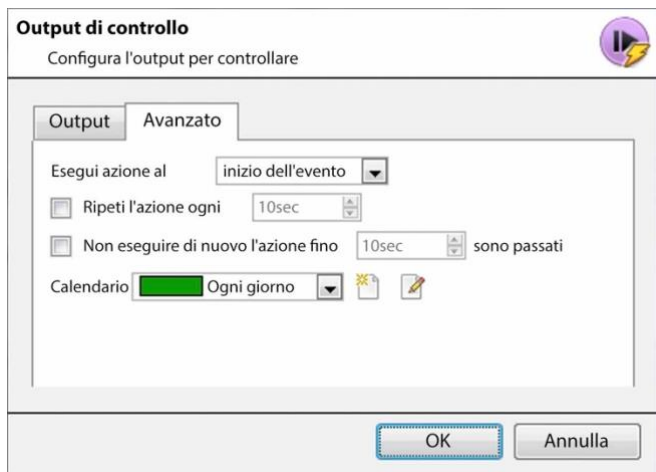 Output di controllo
Configura l'output per controllare
Output Avanzato
Esegui azione al inizio dell'evento
Ripeti l'azione ogni 10sec
Non eseguire di nuovo l'azione fino 10sec sono passati
Calendario Ogni giorno
OK Annulla